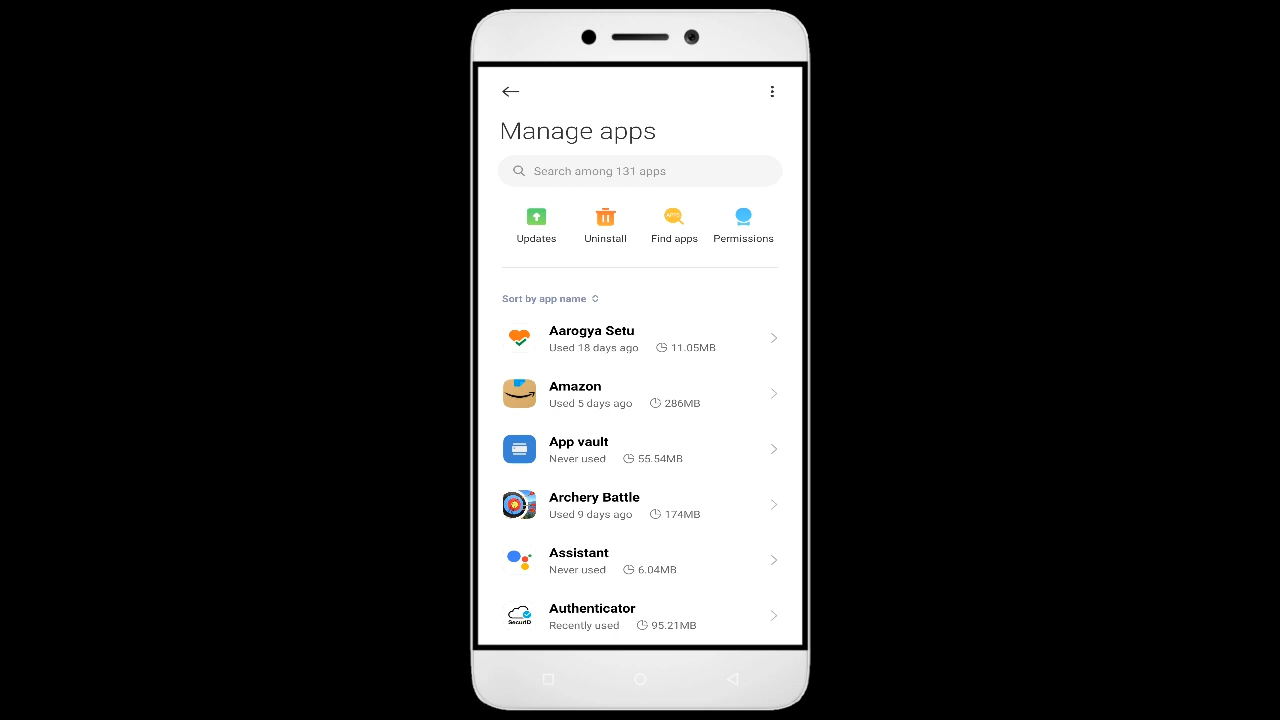 Manage apps
Search among 131 apps
APPS
Updates Uninstall Find apps Permissions
Sort by app name
Aarogya Setu
Used 18 days ago 11.05MB
Amazon
Used 5 days ago 286MB
App vault
Never used 55.54MB
Archery Battle
Used 9 days ago 174MB
Assistant
Never used 6.04MB
Authenticator
SecurID
Recently used 95.21MB